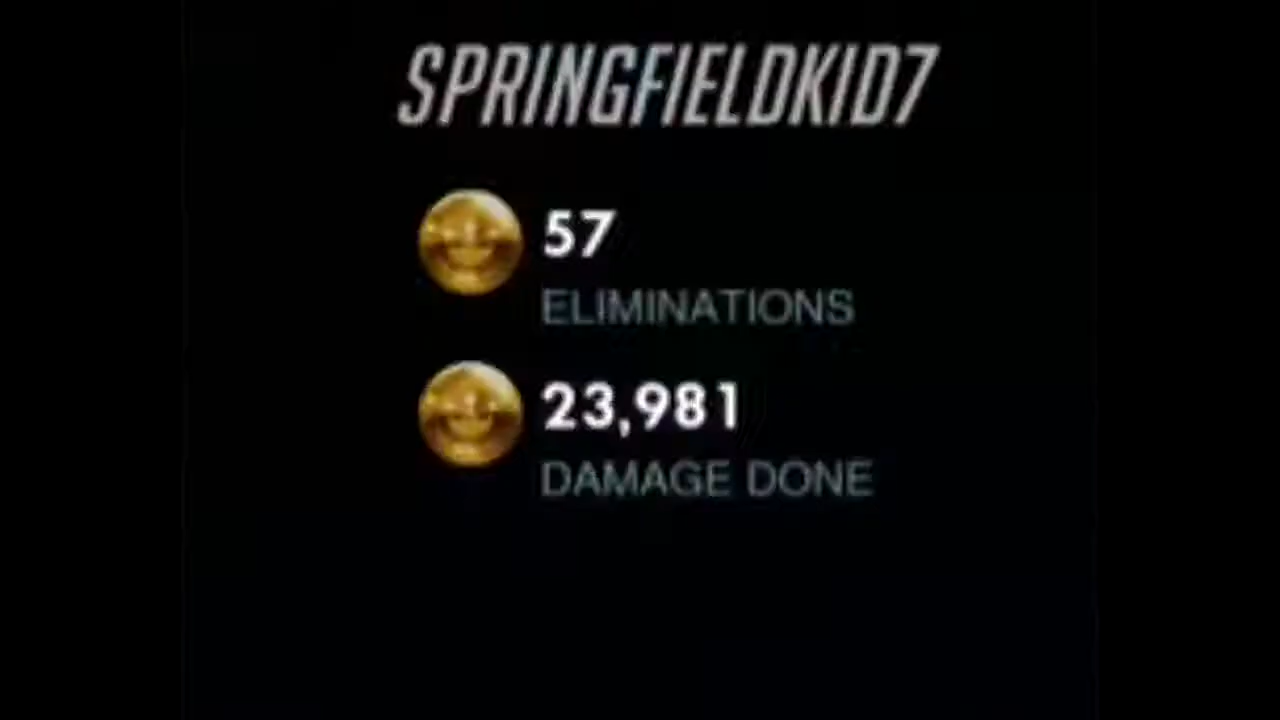 SPRINGFIELDKID7
57
ELIMINATIONS
23,981
DAMAGE DONE